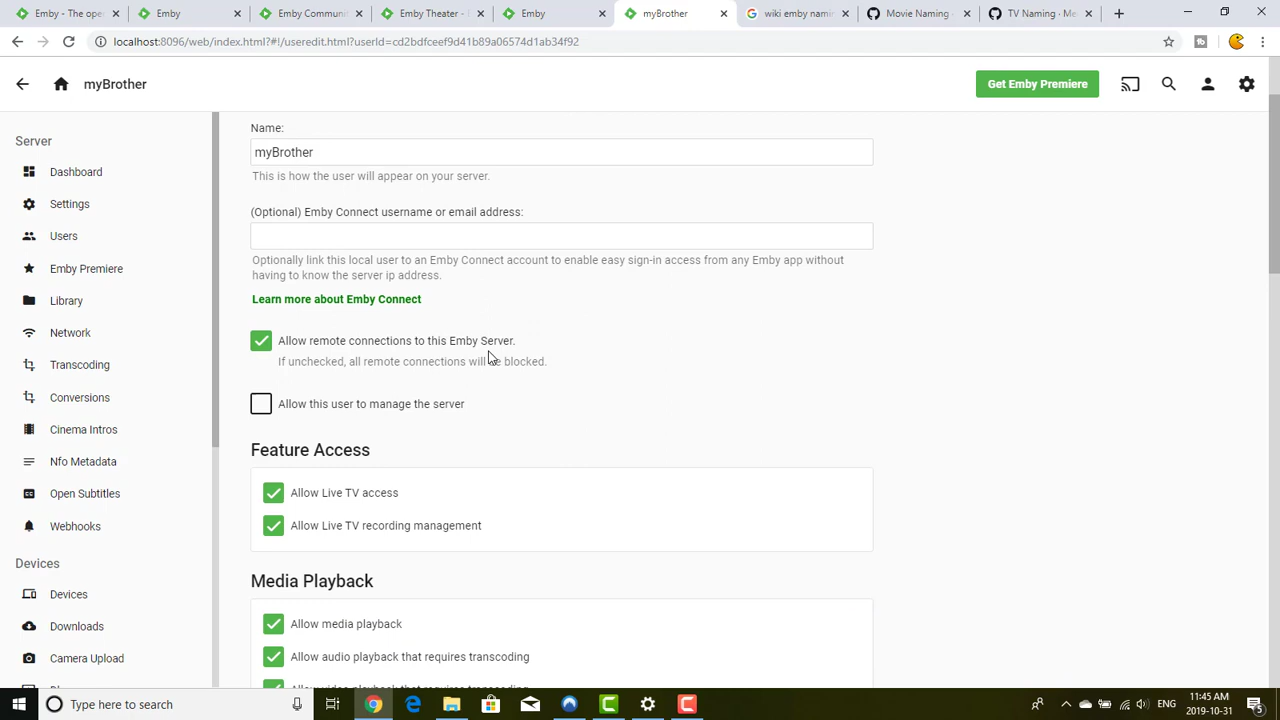 Emby - The open
Emby
Emby Communi
Emby Theater -
Emby
myBrother
wiki emby nami
Movie Naming ·
TV Naming · Me
localhost:8096/web/index.html?#!/useredit.html?userId=cd2bdfceef9d41b89a06574d1ab34f92
myBrother
Get Emby Premiere
Server
Dashboard
Settings
Users
Emby Premiere
Library
Network
Transcoding
Conversions
Cinema Intros
Nfo Metadata
Open Subtitles
Webhooks
Devices
Devices
Downloads
Camera Upload
Name:
myBrother
This is how the user will appear on your server.
(Optional) Emby Connect username or email address:
Optionally link this local user to an Emby Connect account to enable easy sign-in access from any Emby app without
having to know the server ip address.
Learn more about Emby Connect
Allow remote connections to this Emby Server.
If unchecked, all remote connections will be blocked.
Allow this user to manage the server
Feature Access
Allow Live TV access
Allow Live TV recording management
Media Playback
Allow media playback
Allow audio playback that requires transcoding
Allow video playback that requires transcoding
Type here to search
ENG
11:45 AM
2019-10-31